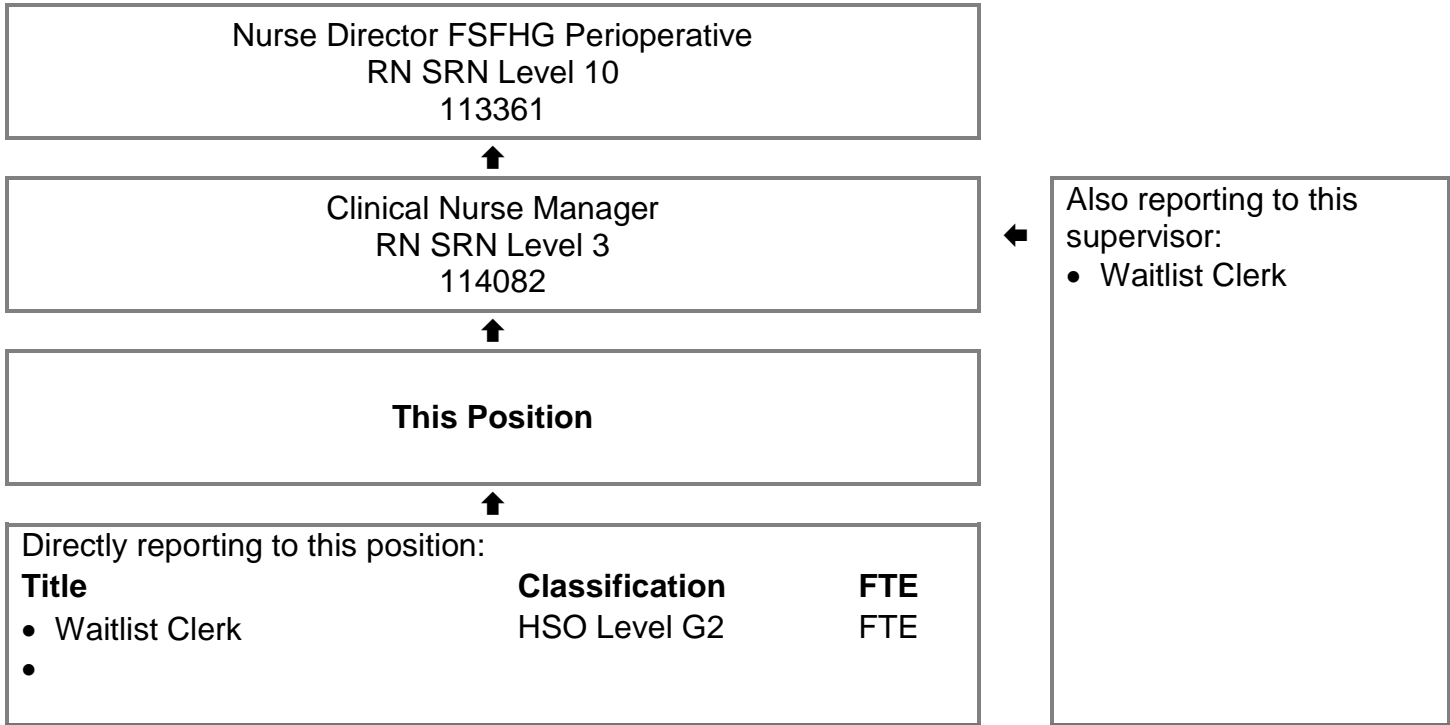 Nurse Director FSFHG Perioperative
RN SRN Level 10
113361
Clinical Nurse Manager
RN SRN Level 3
114082
Also reporting to this
supervisor:
• Waitlist Clerk
This Position
Directly reporting to this position:
Title Classification FTE
• Waitlist Clerk HSO Level G2 FTE
•